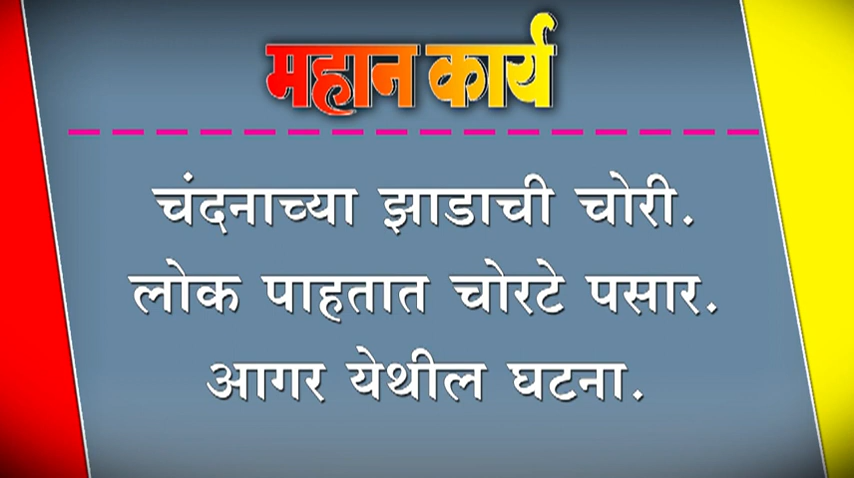 महान कार्य
चंदनाच्या झाडाची चोरी.
लोक पाहतात चोरटे पसार.
आगर येथील घटना.